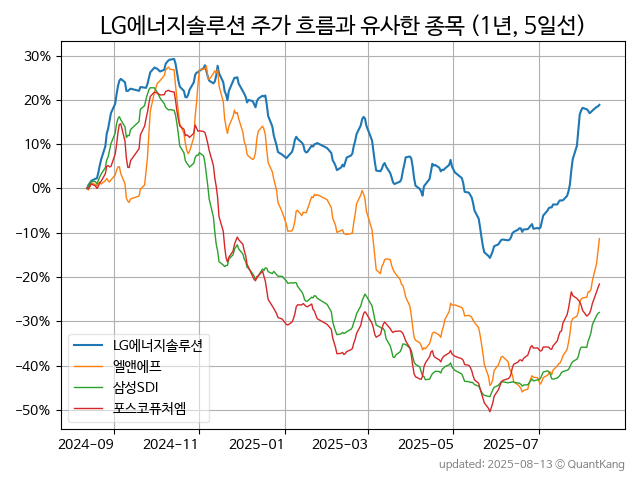 LG에너지솔루션 주가 흐름과 유사한 종목 (1년, 5일선)
30%
20%
10%
0%
−10%
−20%
−30%
−40%
−50%
LG에너지솔루션
엘앤에프
삼성SDI
포스코퓨처엠
2024-09 2024-11 2025-01 2025-03 2025-05 2025-07
updated: 2025-08-13 © QuantKang